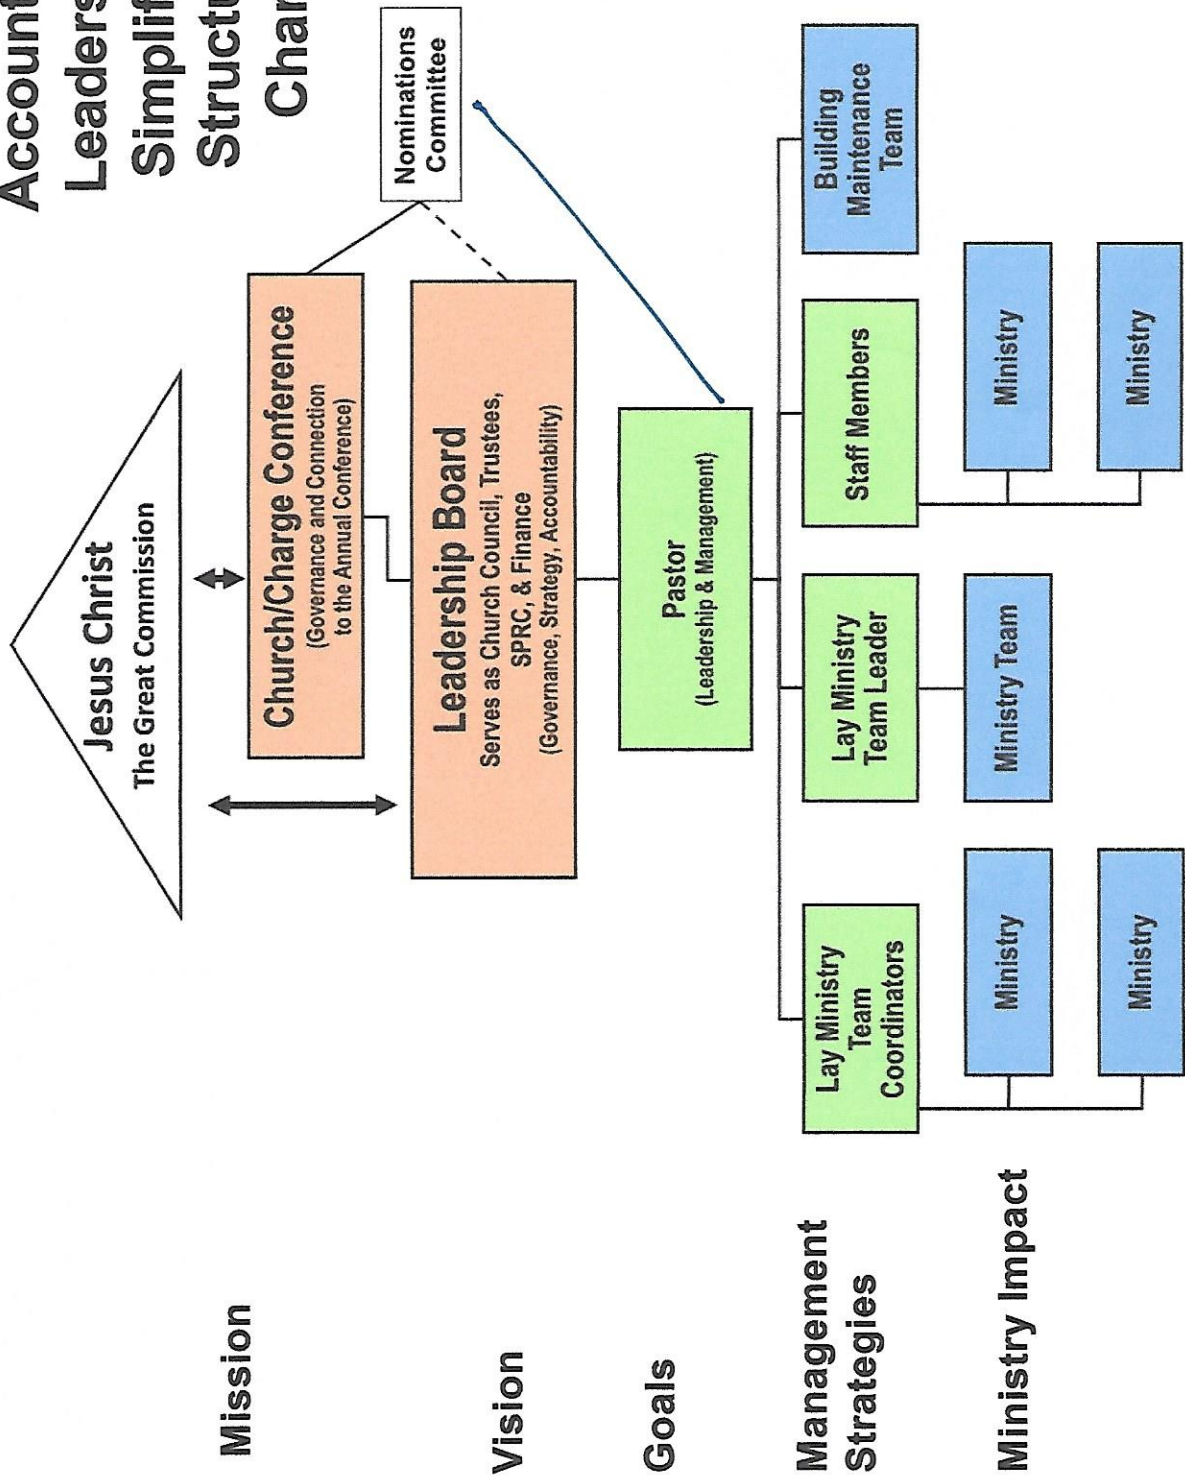 Account
Leaders
Simplif
Structu
Char
Jesus Christ
The Great Commission
Mission
Church/Charge Conference
(Governance and Connection
to the Annual Conference)
Nominations
Committee
Vision
Leadership Board
Serves as Church Council, Trustees,
SPRC, & Finance
(Governance, Strategy, Accountability)
Goals
Pastor
(Leadership & Management)
Management
Strategies
Lay Ministry
Team
Coordinators
Lay Ministry
Team Leader
Staff Members
Building
Maintenance
Team
Ministry Impact
Ministry
Ministry Team
Ministry
Ministry
Ministry